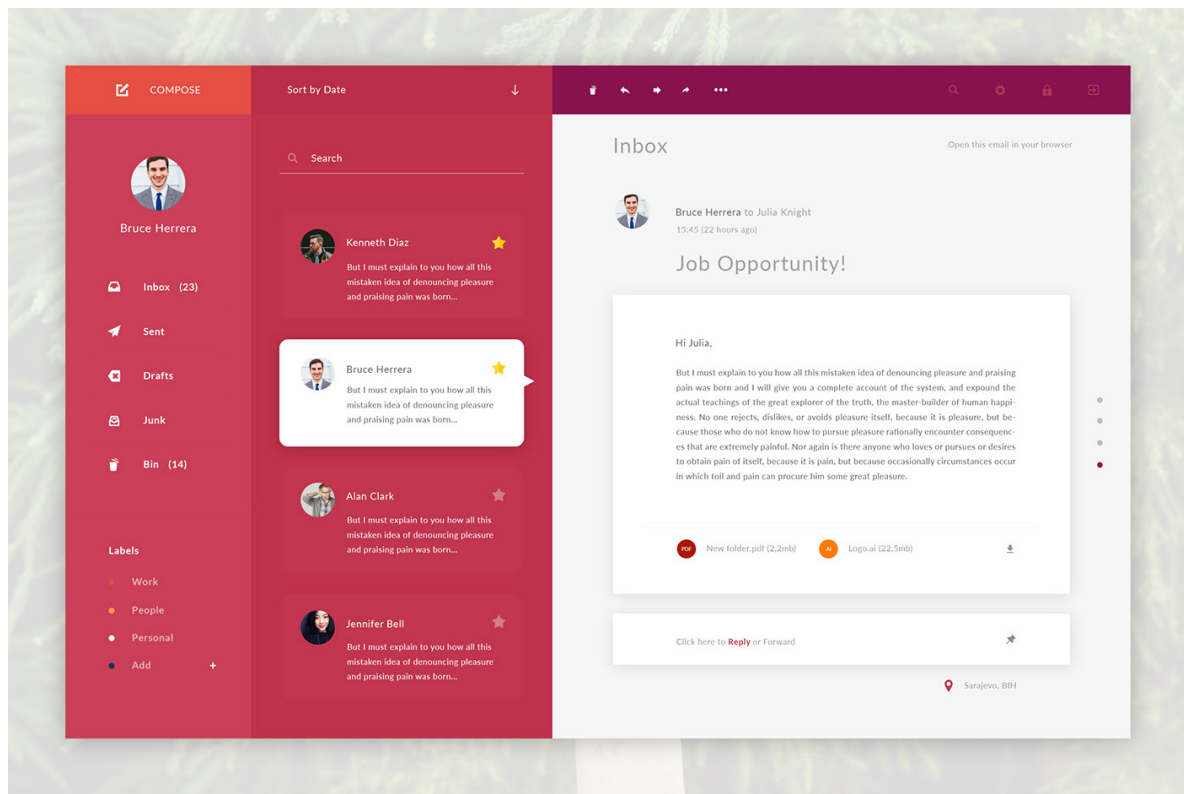 COMPOSE
Bruce Herrera
Inbox (23)
Sent
Drafts
Junk
Bin (14)
Labels
Work
People
Personal
Add +
Sort by Date
Search
Kenneth Diaz
But I must explain to you how all this
mistaken idea of denouncing pleasure
and praising pain was born...
Bruce Herrera
But I must explain to you how all this
mistaken idea of denouncing pleasure
and praising pain was born...
Alan Clark
But I must explain to you how all this
mistaken idea of denouncing pleasure
and praising pain was born...
Jennifer Bell
But I must explain to you how all this
mistaken idea of denouncing pleasure
and praising pain was born...
Inbox
Open this email in your browser
Bruce Herrera to Julia Knight
15:45 (22 hours ago)
Job Opportunity!
Hi Julia,
But I must explain to you how all this mistaken idea of denouncing pleasure and praising
pain was born and I will give you a complete account of the system, and expound the
actual teachings of the great explorer of the truth, the master-builder of human happi-
ness. No one rejects, dislikes, or avoids pleasure itself, because it is pleasure, but be-
cause those who do not know how to pursue pleasure rationally encounter consequenc-
es that are extremely painful. Nor again is there anyone who loves or pursues or desires
to obtain pain of itself, because it is pain, but because occasionally circumstances occur
in which toil and pain can procure him some great pleasure.
PDF New folder.pdf (2,2mb) AI Logo.ai (22,5mb)
Click here to Reply or Forward
Sarajevo, BIH